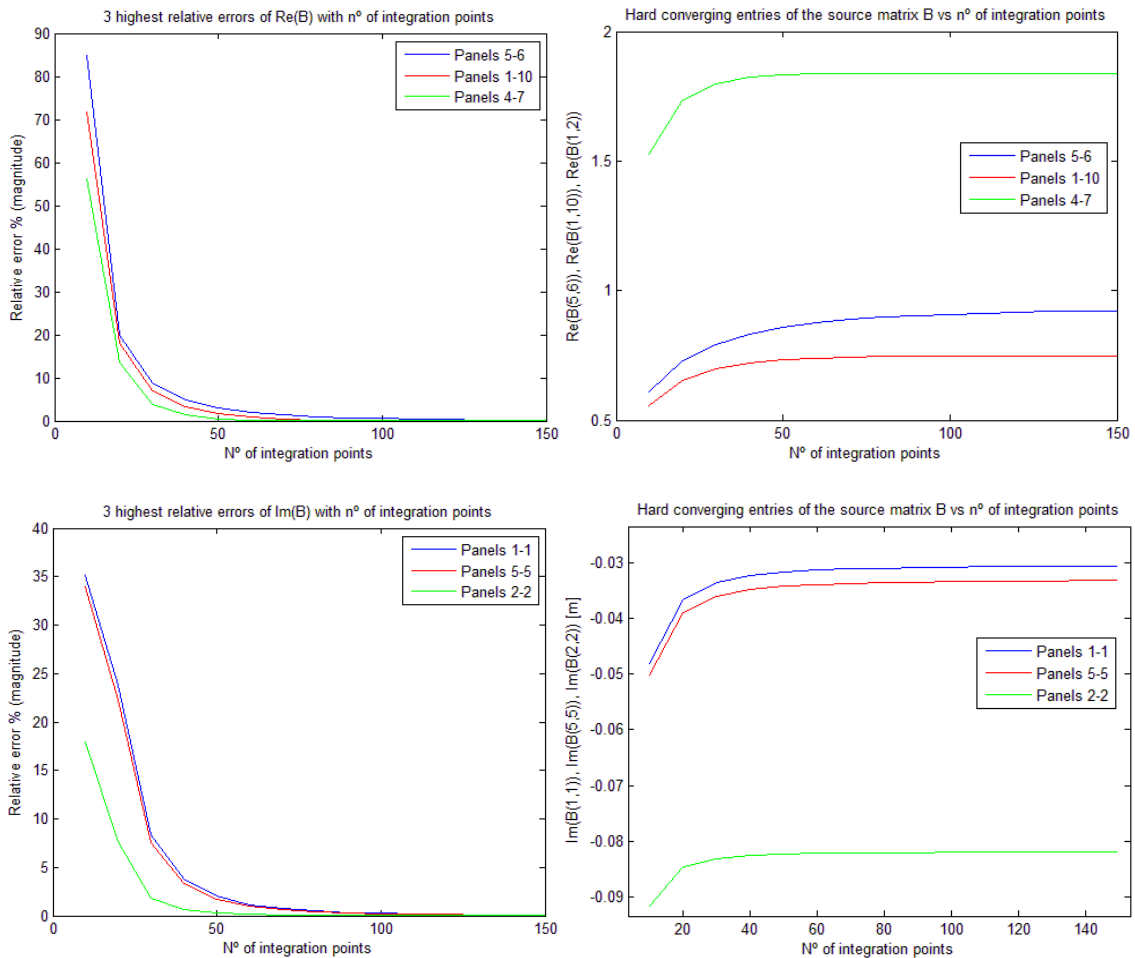 3 highest relative errors of Re(B) with nº of integration points
90
80
70
60
50
40
30
20
10
0
Relative error % (magnitude)
Panels 5-6
Panels 1-10
Panels 4-7
0
50
100
150
Nº of integration points
Hard converging entries of the source matrix B vs nº of integration points
2
1.5
1
0.5
Re(B(5,6)), Re(B(1,10)), Re(B(1,2))
Panels 5-6
Panels 1-10
Panels 4-7
0
50
100
150
Nº of integration points
3 highest relative errors of Im(B) with nº of integration points
40
35
30
25
20
15
10
5
0
Relative error % (magnitude)
Panels 1-1
Panels 5-5
Panels 2-2
0
50
100
150
Nº of integration points
Hard converging entries of the source matrix B vs nº of integration points
-0.03
-0.04
-0.05
-0.06
-0.07
-0.08
-0.09
Im(B(1,1)), Im(B(5,5)), Im(B(2,2)) [m]
Panels 1-1
Panels 5-5
Panels 2-2
20
40
60
80
100
120
140
Nº of integration points